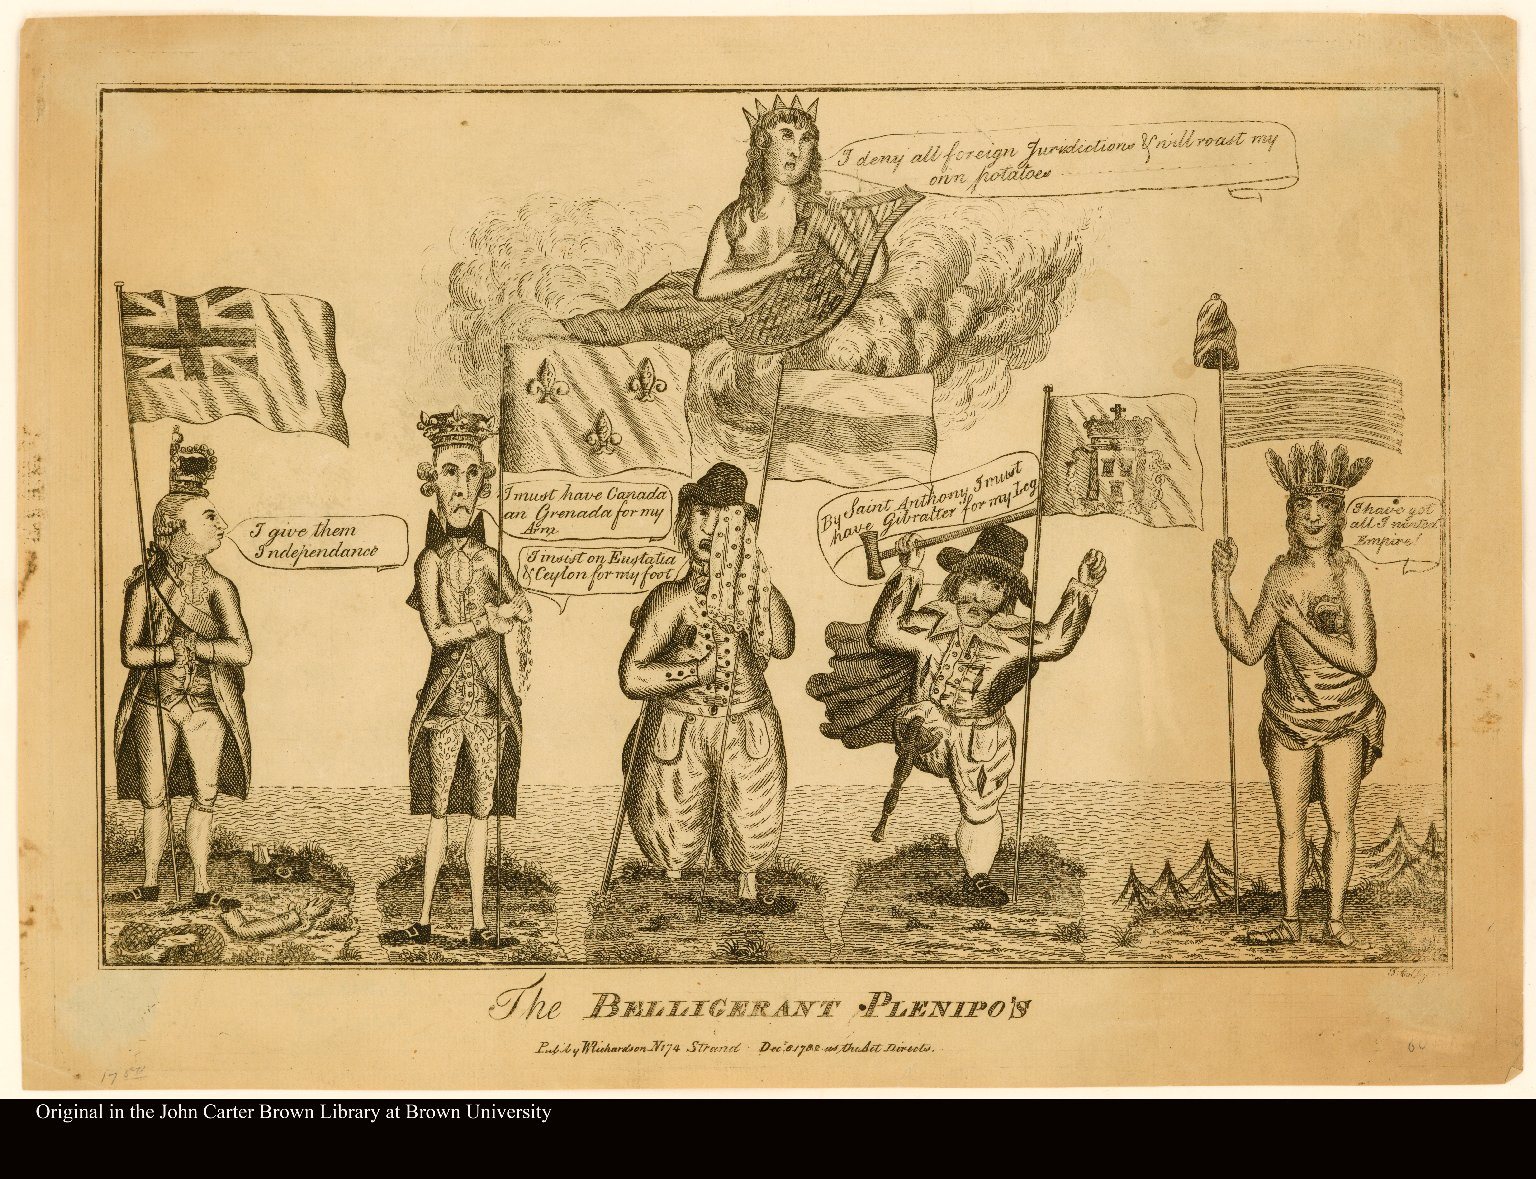 I deny all foreign Jurisdictions & will roast my
own potatoes
I give them
Independance
I must have Canada
an Grenada for my
Arm
I insist on Eustatia
& Ceylon for my foot
By Saint Anthony I must
have Gibralter for my Leg
I have got
all I wanted
Empire!
The BELLIGERANT PLENIPO'S
Pub. by W Richardson No 174 Strand Dec. 8. 1782 as the Act Directs.
Original in the John Carter Brown Library at Brown University